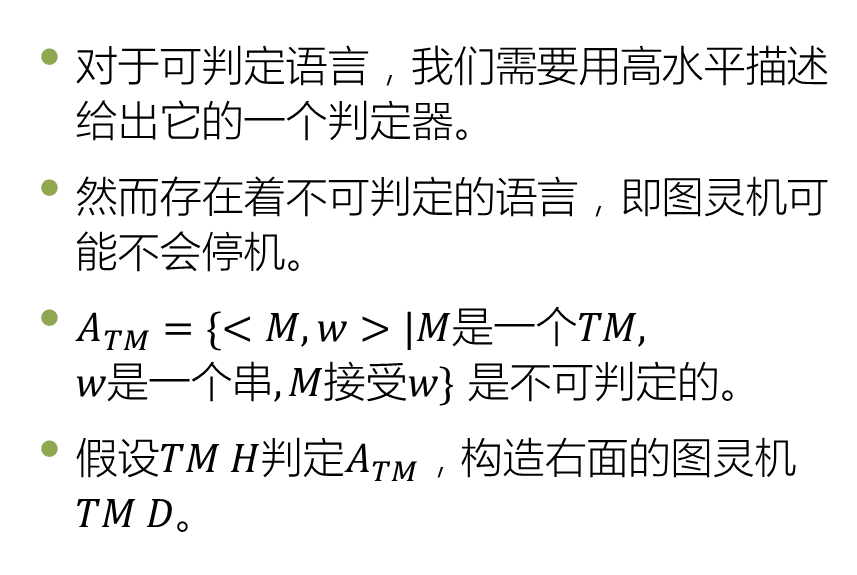 • 对于可判定语言，我们需要用高水平描述
给出它的一个判定器。
• 然而存在着不可判定的语言，即图灵机可
能不会停机。
• A_{TM} = {< M, w > |M是一个TM,
w是一个串, M接受w} 是不可判定的。
• 假设TM H判定A_{TM}，构造右面的图灵机
TM D。